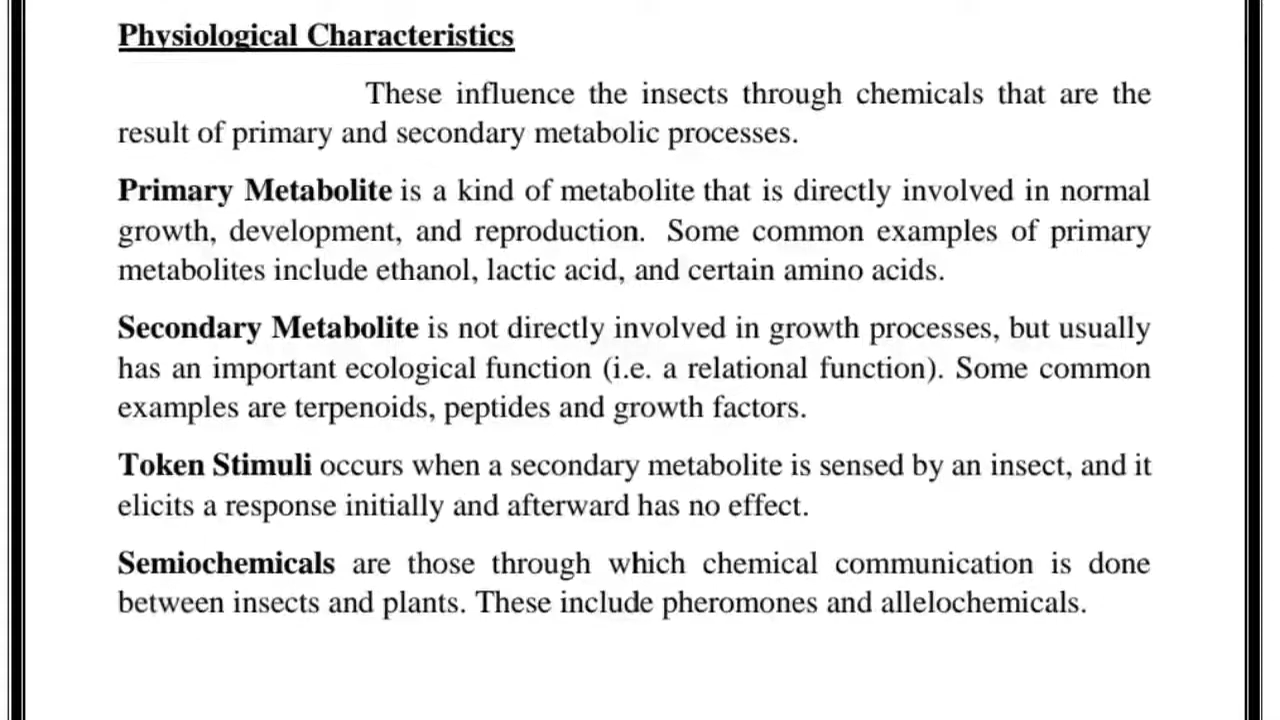 Physiological Characteristics
These influence the insects through chemicals that are the
result of primary and secondary metabolic processes.
Primary Metabolite is a kind of metabolite that is directly involved in normal
growth, development, and reproduction. Some common examples of primary
metabolites include ethanol, lactic acid, and certain amino acids.
Secondary Metabolite is not directly involved in growth processes, but usually
has an important ecological function (i.e. a relational function). Some common
examples are terpenoids, peptides and growth factors.
Token Stimuli occurs when a secondary metabolite is sensed by an insect, and it
elicits a response initially and afterward has no effect.
Semiochemicals are those through which chemical communication is done
between insects and plants. These include pheromones and allelochemicals.